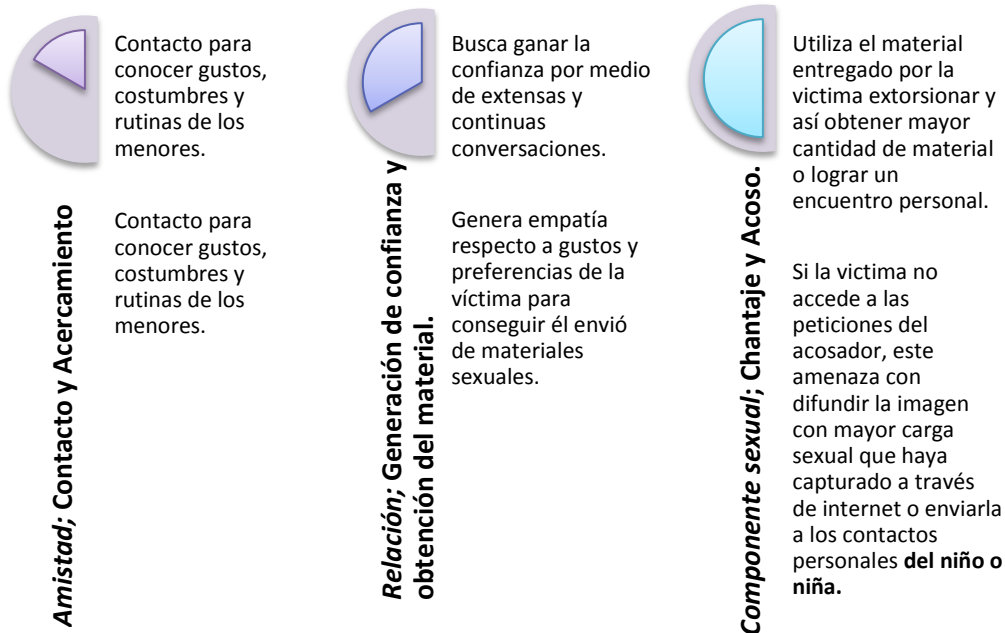 Contacto para
conocer gustos,
costumbres y
rutinas de los
menores.
Contacto para
conocer gustos,
costumbres y
rutinas de los
menores.
Amistad; Contacto y Acercamiento
Busca ganar la
confianza por medio
de extensas y
continuas
conversaciones.
Genera empatía
respecto a gustos y
preferencias de la
víctima para
conseguir él envió
de materiales
sexuales.
Relación; Generación de confianza y
obtención del material.
Utiliza el material
entregado por la
victima extorsionar y
así obtener mayor
cantidad de material
o lograr un
encuentro personal.
Si la victima no
accede a las
peticiones del
acosador, este
amenaza con
difundir la imagen
con mayor carga
sexual que haya
capturado a través
de internet o enviarla
a los contactos
personales del niño o
niña.
Componente sexual; Chantaje y Acoso.